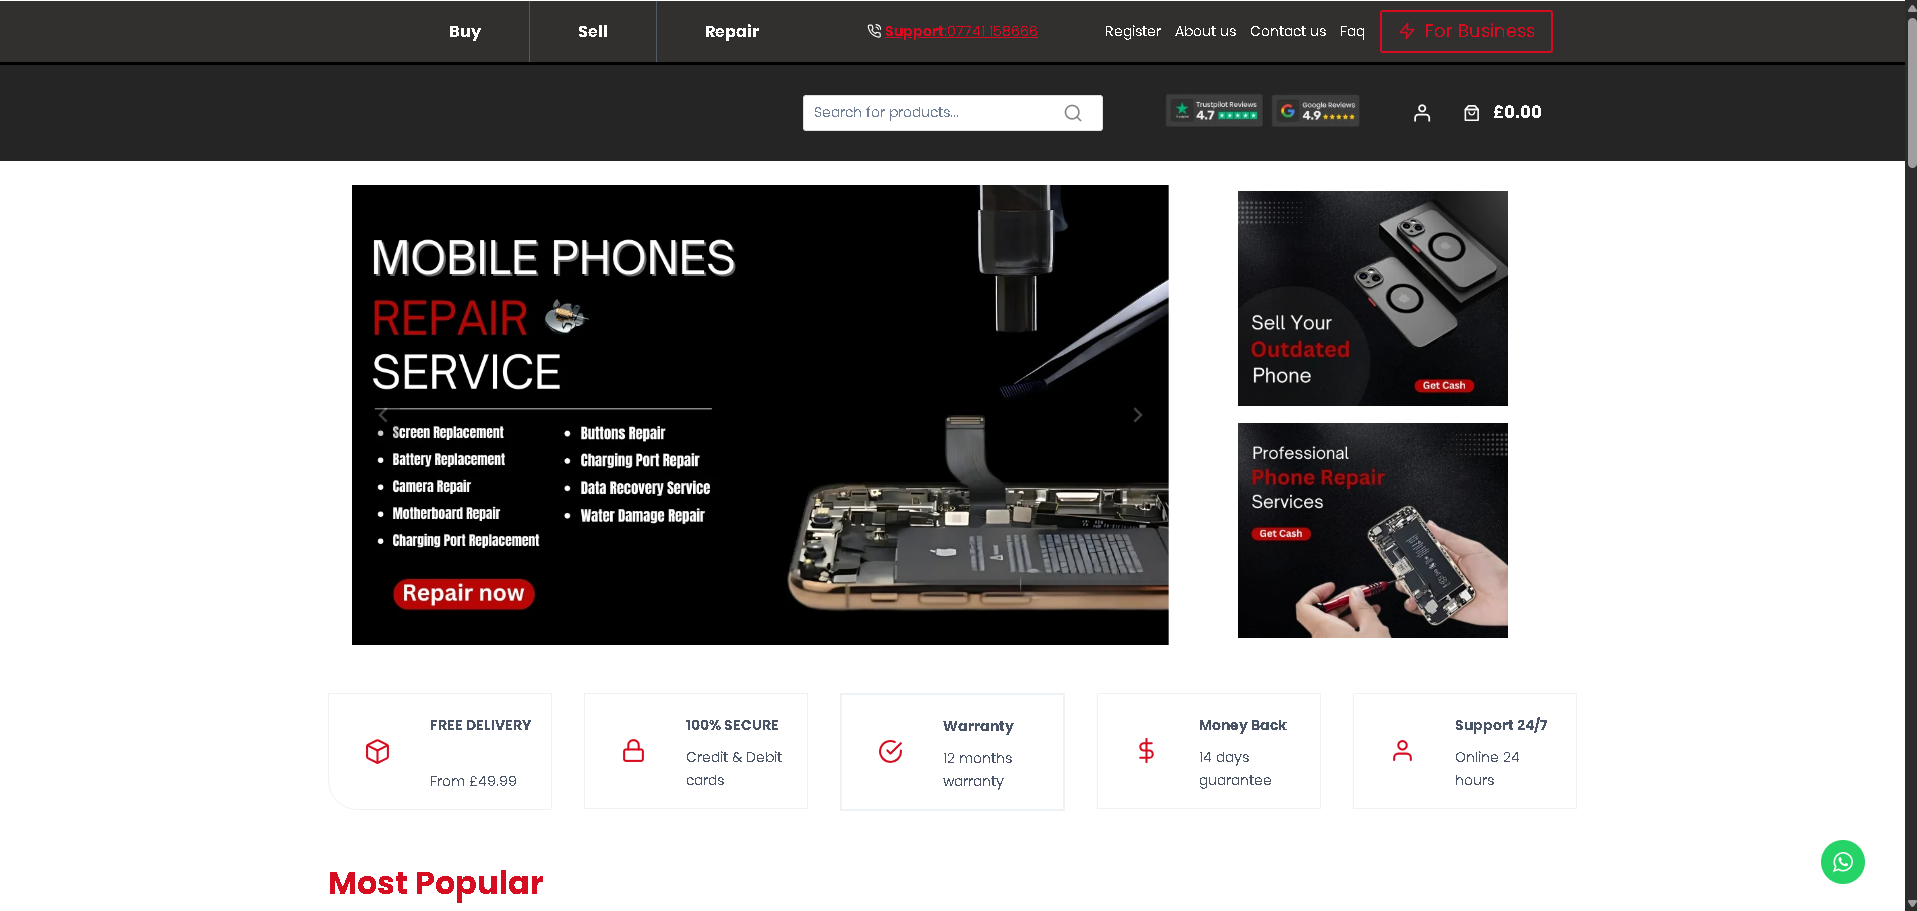 Buy
Sell
Repair
Support:07741 158666
Register
About us
Contact us
Faq
For Business
Search for products...
Trustpilot Reviews
4.7
Google Reviews
4.9
£0.00
MOBILE PHONES
REPAIR
SERVICE
Screen Replacement
Battery Replacement
Camera Repair
Motherboard Repair
Charging Port Replacement
Buttons Repair
Charging Port Repair
Data Recovery Service
Water Damage Repair
Repair now
Sell Your
Outdated
Phone
Get Cash
Professional
Phone Repair
Services
Get Cash
FREE DELIVERY
From £49.99
100% SECURE
Credit & Debit
cards
Warranty
12 months
warranty
Money Back
14 days
guarantee
Support 24/7
Online 24
hours
Most Popular